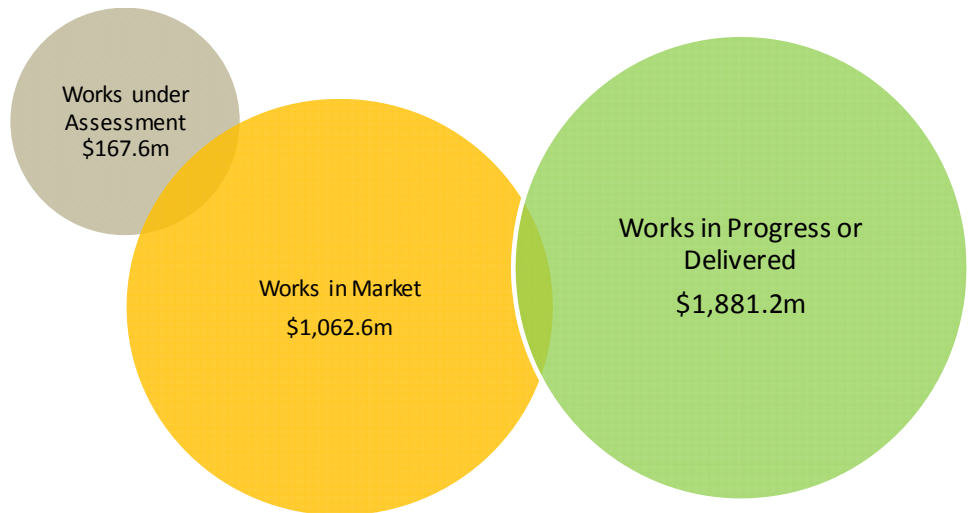 Works under
Assessment
$167.6m
Works in Market
$1,062.6m
Works in Progress or
Delivered
$1,881.2m